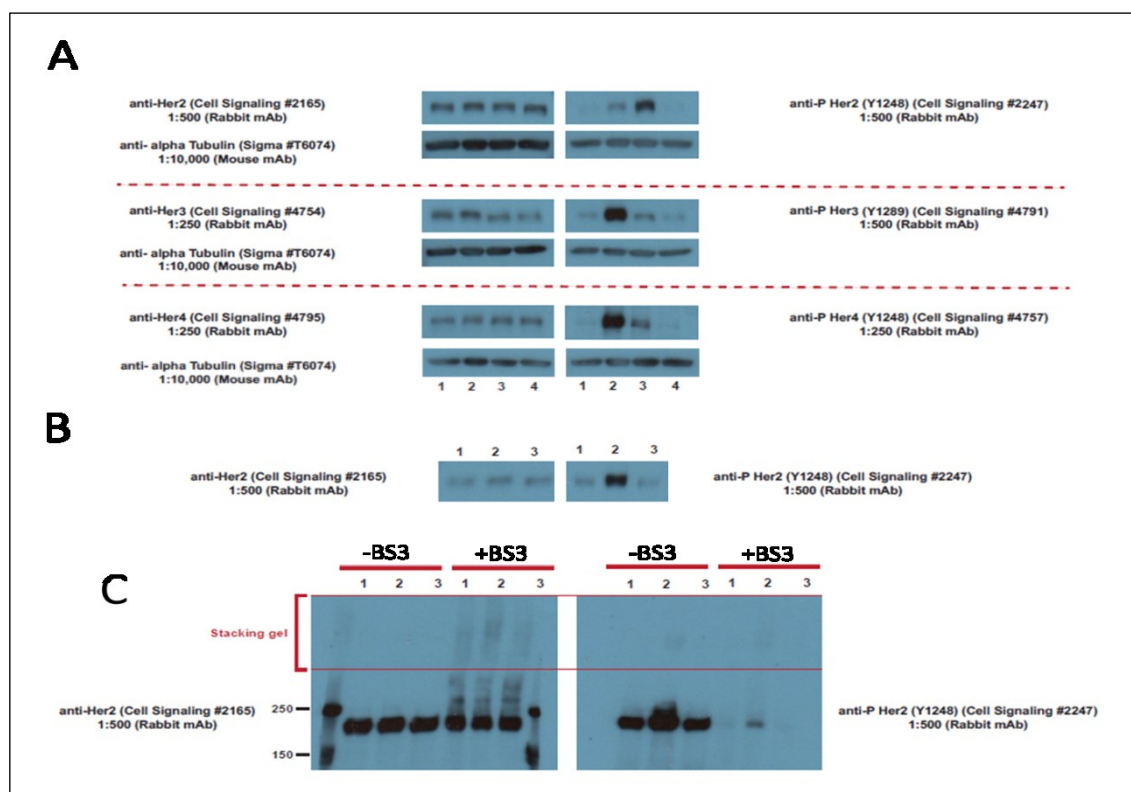 A
anti-Her2 (Cell Signaling #2165)
1:500 (Rabbit mAb)
anti-P Her2 (Y1248) (Cell Signaling #2247)
1:500 (Rabbit mAb)
anti- alpha Tubulin (Sigma #T6074)
1:10,000 (Mouse mAb)
anti-Her3 (Cell Signaling #4754)
1:250 (Rabbit mAb)
anti-P Her3 (Y1289) (Cell Signaling #4791)
1:500 (Rabbit mAb)
anti- alpha Tubulin (Sigma #T6074)
1:10,000 (Mouse mAb)
anti-Her4 (Cell Signaling #4795)
1:250 (Rabbit mAb)
anti-P Her4 (Y1248) (Cell Signaling #4757)
1:250 (Rabbit mAb)
anti- alpha Tubulin (Sigma #T6074)
1:10,000 (Mouse mAb)
1 2 3 4 1 2 3 4
B
1 2 3 1 2 3
anti-Her2 (Cell Signaling #2165)
1:500 (Rabbit mAb)
anti-P Her2 (Y1248) (Cell Signaling #2247)
1:500 (Rabbit mAb)
-BS3 +BS3 -BS3 +BS3
C
1 2 3 1 2 3 1 2 3 1 2 3
Stacking gel
anti-Her2 (Cell Signaling #2165)
1:500 (Rabbit mAb)
250
150
anti-P Her2 (Y1248) (Cell Signaling #2247)
1:500 (Rabbit mAb)